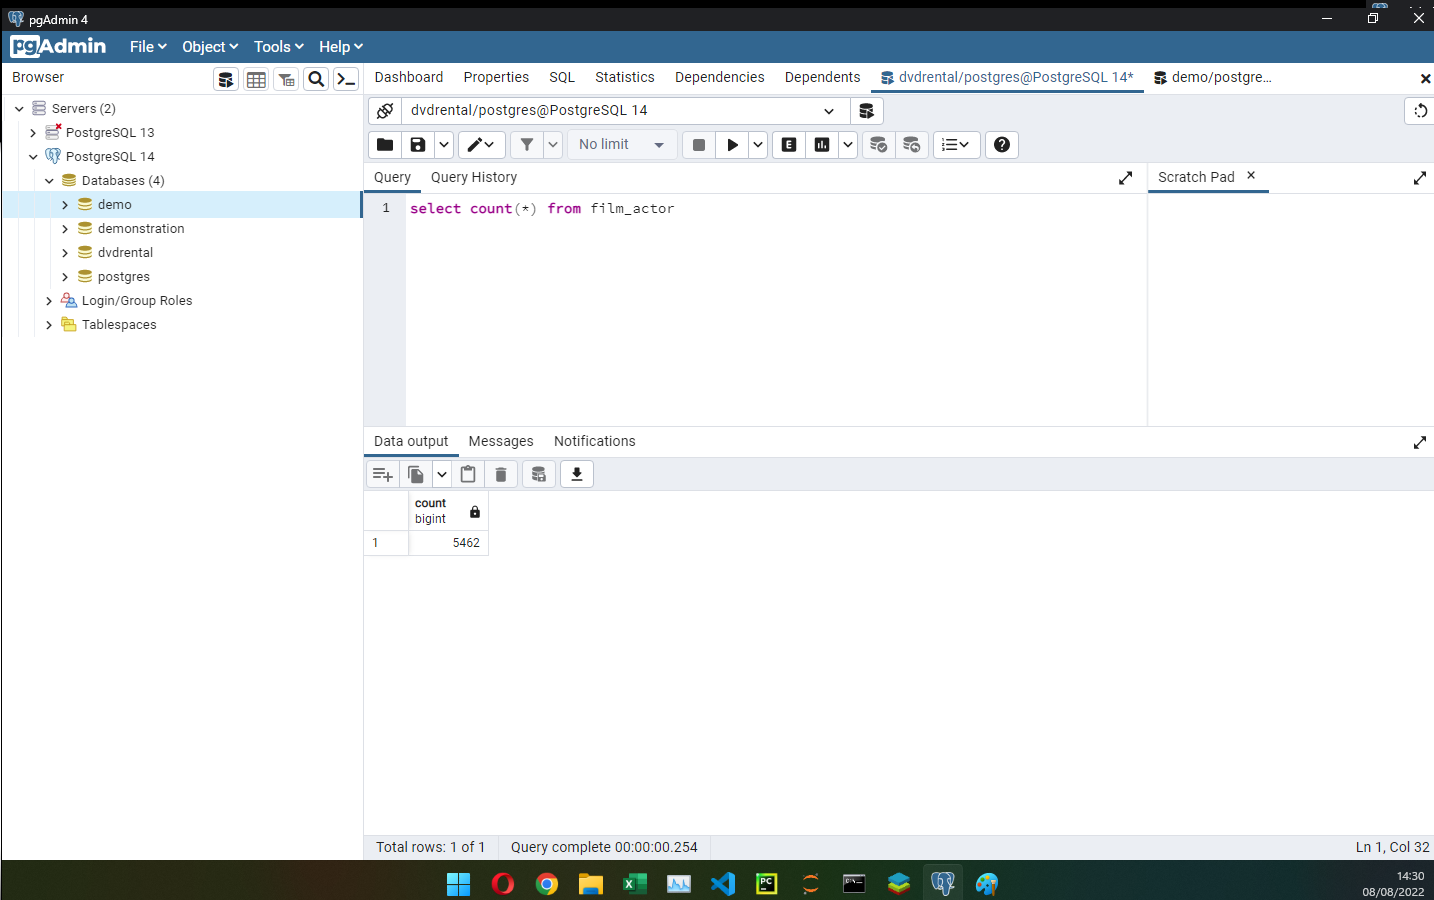 pgAdmin 4
pgAdmin File Object Tools Help
Browser
Dashboard Properties SQL Statistics Dependencies Dependents dvdrental/postgres@PostgreSQL 14* demo/postgre...
Servers (2)
PostgreSQL 13
PostgreSQL 14
Databases (4)
demo
demonstration
dvdrental
postgres
Login/Group Roles
Tablespaces
dvdrental/postgres@PostgreSQL 14
No limit
E
Query Query History
Scratch Pad
1 select count(*) from film_actor
Data output Messages Notifications
count
bigint
1 5462
Total rows: 1 of 1 Query complete 00:00:00.254 Ln 1, Col 32
PC
14:30
08/08/2022